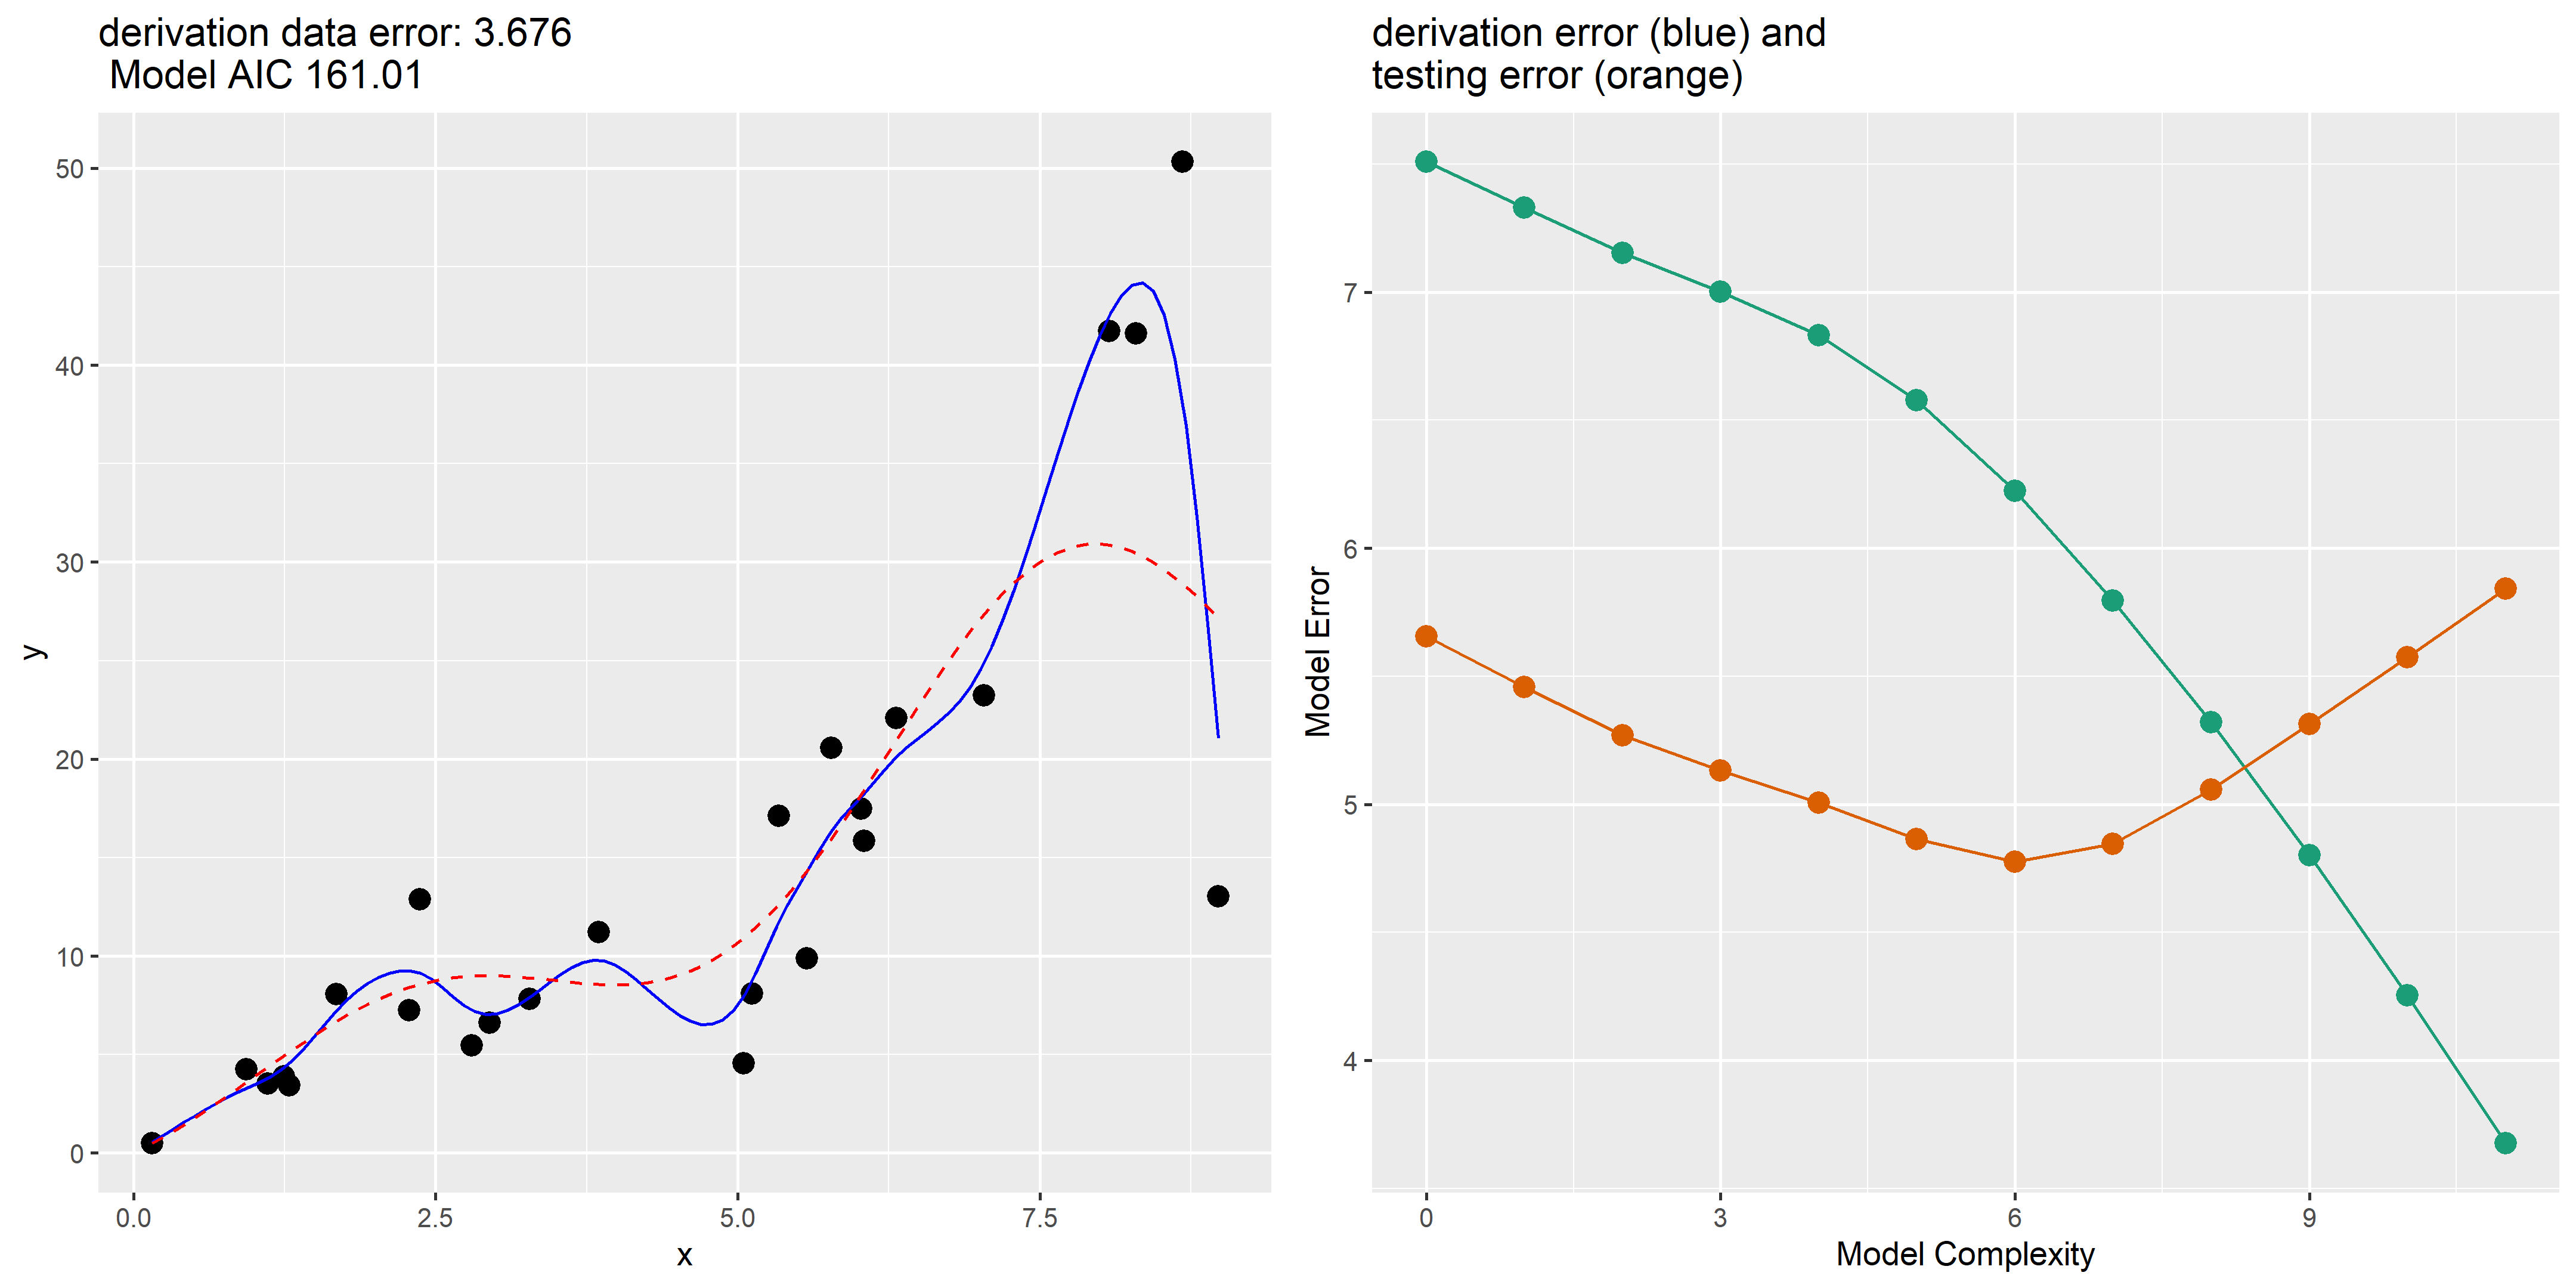 derivation data error: 3.676
Model AIC 161.01
50
40
30
20
10
0
y
0.0
2.5
5.0
7.5
x
derivation error (blue) and
testing error (orange)
7
6
5
4
Model Error
0
3
6
9
Model Complexity